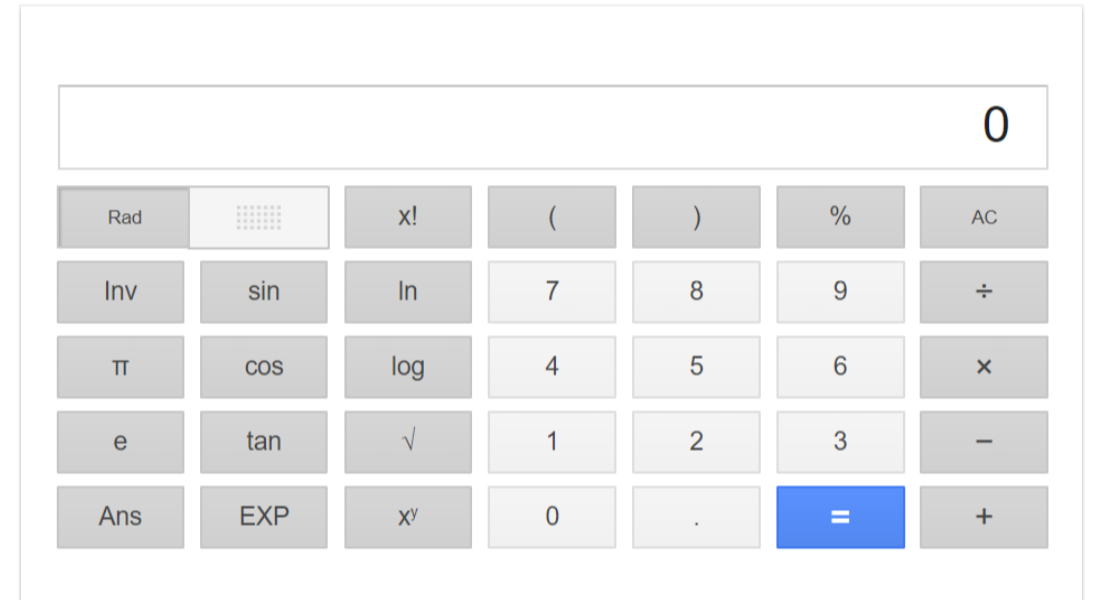 0
Rad x! ( ) % AC
Inv sin ln 7 8 9 ÷
π cos log 4 5 6 ×
e tan √ 1 2 3 −
Ans EXP xʸ 0 . = +